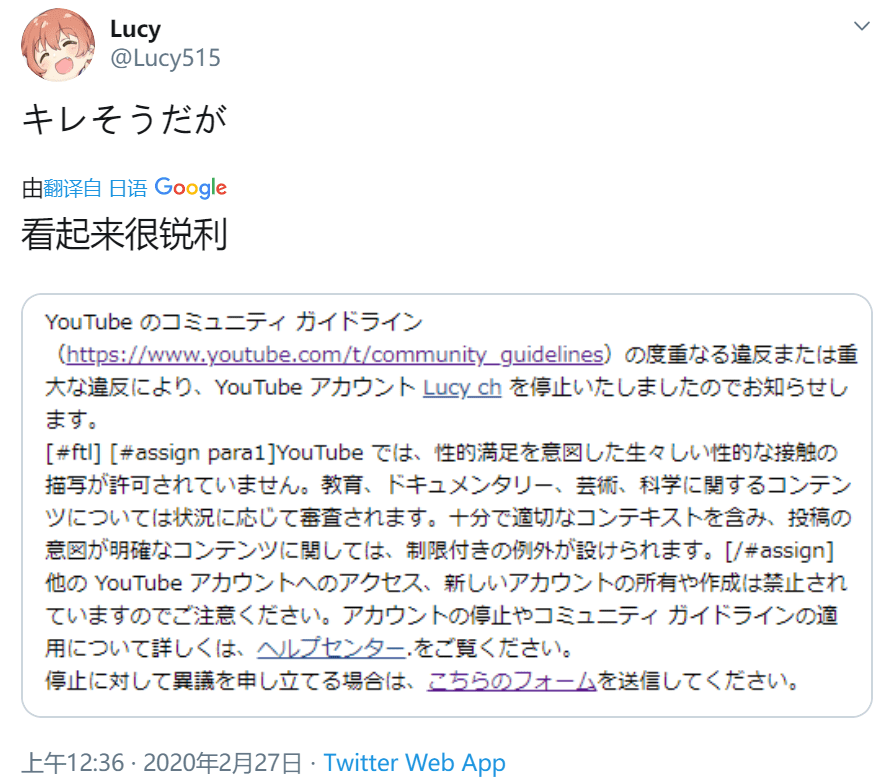 Lucy
@Lucy515
キレそうだが
由翻译自 日语 Google
看起来很锐利
YouTube のコミュニティ ガイドライン
（https://www.youtube.com/t/community_guidelines）の度重なる違反または重
大な違反により、YouTube アカウント Lucy ch を停止いたしましたのでお知らせし
ます。
[#ftl] [#assign para1]YouTube では、性的満足を意図した生々しい性的な接触の
描写が許可されていません。教育、ドキュメンタリー、芸術、科学に関するコンテン
ツについては状況に応じて審査されます。十分で適切なコンテキストを含み、投稿の
意図が明確なコンテンツに関しては、制限付きの例外が設けられます。[/#assign]
他の YouTube アカウントへのアクセス、新しいアカウントの所有や作成は禁止され
ていますのでご注意ください。アカウントの停止やコミュニティ ガイドラインの適
用について詳しくは、ヘルプセンター.をご覧ください。
停止に対して異議を申し立てる場合は、こちらのフォームを送信してください。
上午12:36 · 2020年2月27日 · Twitter Web App